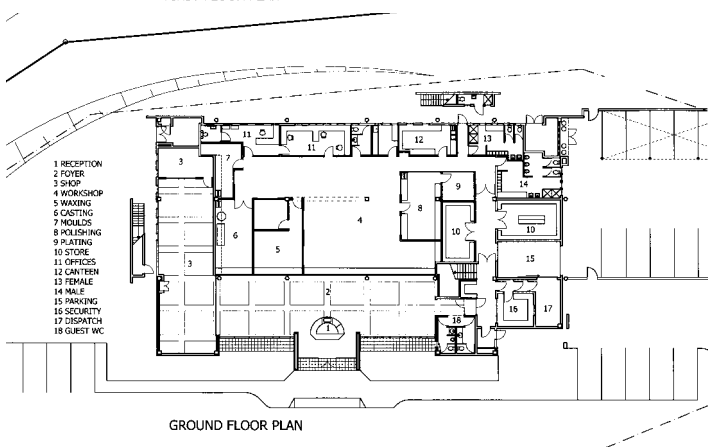 1 RECEPTION
2 FOYER
3 SHOP
4 WORKSHOP
5 WAXING
6 CASTING
7 MOULDS
8 POLISHING
9 PLATING
10 STORE
11 OFFICES
12 CANTEEN
13 FEMALE
14 MALE
15 PARKING
16 SECURITY
17 DISPATCH
18 GUEST WC
11
11
12
13
3
7
9
14
8
4
10
10
6
5
3
15
2
16
17
1
18
GROUND FLOOR PLAN